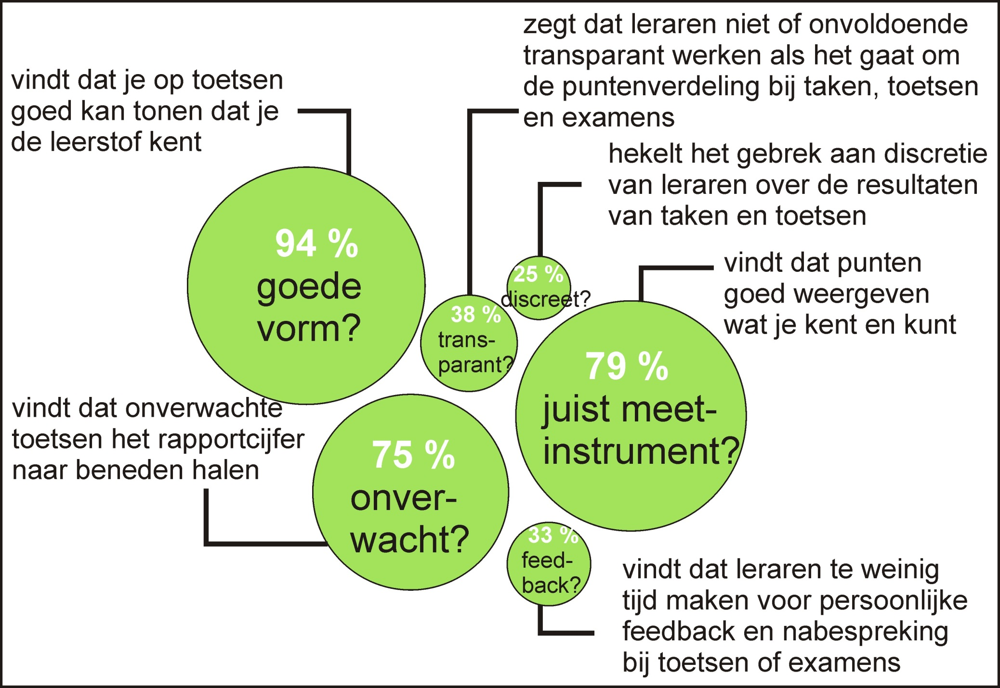 vindt dat je op toetsen
goed kan tonen dat je
de leerstof kent
94 %
goede
vorm?
zegt dat leraren niet of onvoldoende
transparant werken als het gaat om
de puntenverdeling bij taken, toetsen
en examens
38 %
trans-
parant?
hekelt het gebrek aan discretie
van leraren over de resultaten
van taken en toetsen
25 %
discreet?
vindt dat punten
goed weergeven
wat je kent en kunt
79 %
juist meet-
instrument?
vindt dat onverwachte
toetsen het rapportcijfer
naar beneden halen
75 %
onver-
wacht?
33 %
feed-
back?
vindt dat leraren te weinig
tijd maken voor persoonlijke
feedback en nabespreking
bij toetsen of examens